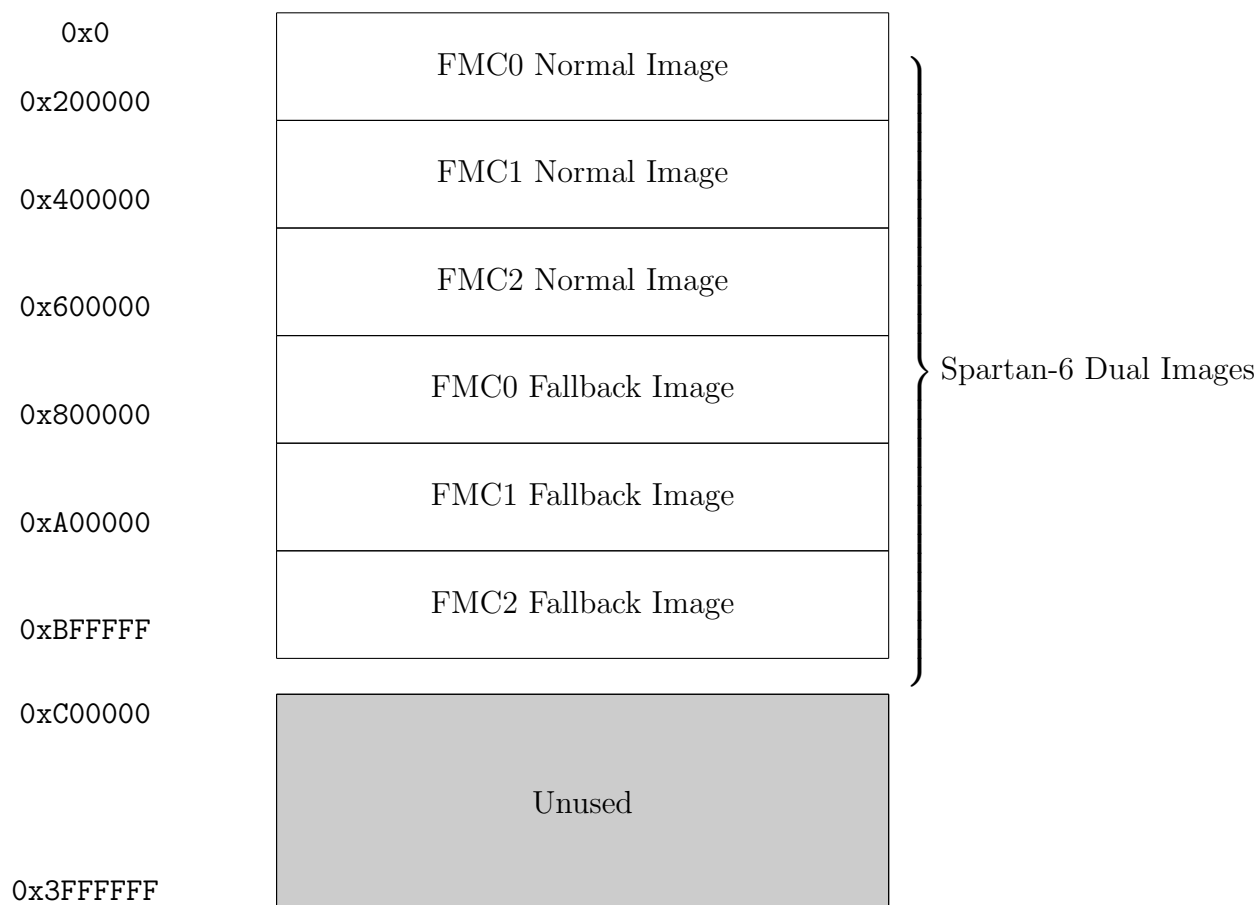 0x0
FMC0 Normal Image
0x200000
FMC1 Normal Image
0x400000
FMC2 Normal Image
0x600000
FMC0 Fallback Image
Spartan-6 Dual Images
0x800000
FMC1 Fallback Image
0xA00000
FMC2 Fallback Image
0xBFFFFF
0xC00000
Unused
0x3FFFFFF